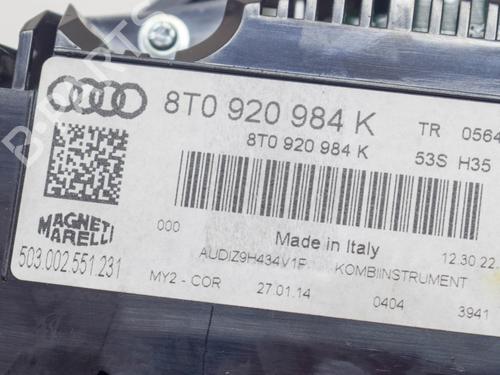 8T0 920 984 K TR 0564
8T0 920 984 K 53S H35
MAGNETI MARELLI
503.002.551.231
000 Made in Italy 12.30.22
AUDIZ9H434V1F KOMBIINSTRUMENT
MY2 - COR 27.01.14 0404 3941